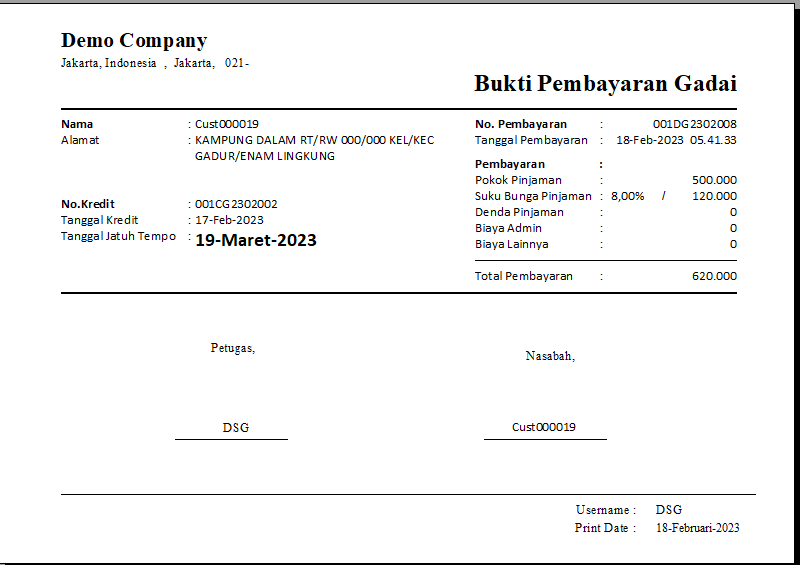 Demo Company
Jakarta, Indonesia , Jakarta, 021-
Bukti Pembayaran Gadai
Nama : Cust000019
Alamat : KAMPUNG DALAM RT/RW 000/000 KEL/KEC
GADUR/ENAM LINGKUNG
No.Kredit : 001CG2302002
Tanggal Kredit : 17-Feb-2023
Tanggal Jatuh Tempo : 19-Maret-2023
No. Pembayaran : 001DG2302008
Tanggal Pembayaran : 18-Feb-2023 05.41.33
Pembayaran :
Pokok Pinjaman : 500.000
Suku Bunga Pinjaman : 8,00% / 120.000
Denda Pinjaman : 0
Biaya Admin : 0
Biaya Lainnya : 0
Total Pembayaran : 620.000
Petugas,
Nasabah,
DSG
Cust000019
Username : DSG
Print Date : 18-Februari-2023